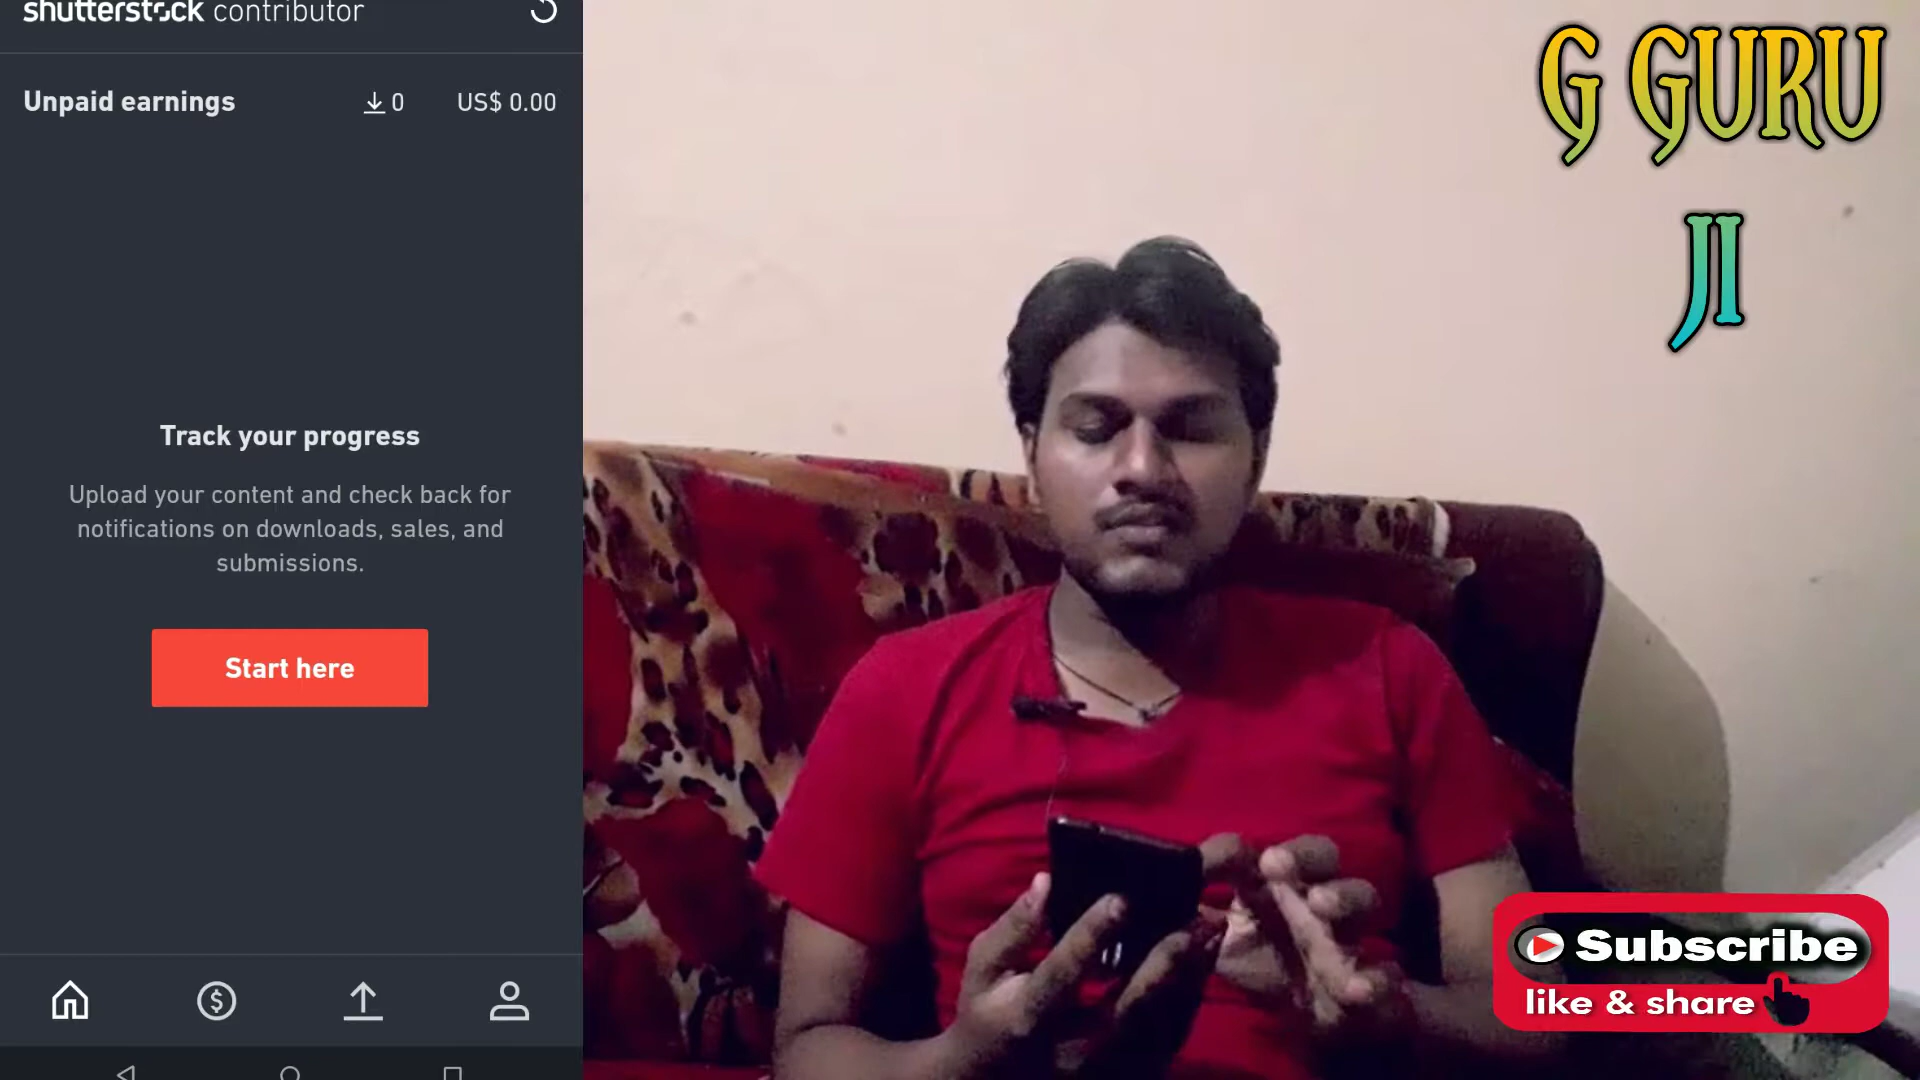 shutterstock contributor
Unpaid earnings 0 US$ 0.00
Track your progress
Upload your content and check back for
notifications on downloads, sales, and
submissions.
Start here
G GURU
JI
Subscribe
like & share